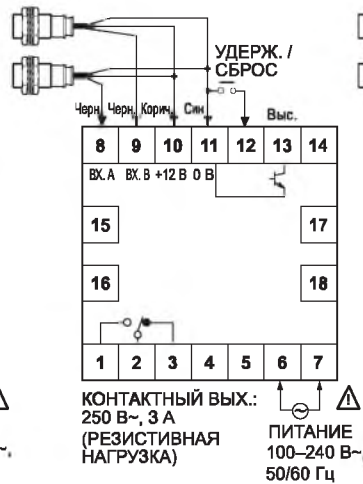 УДЕРЖ. /
СБРОС
Черн. Черн. Корич. Син
Выс.
8 9 10 11 12 13 14
ВХ. А ВХ. В +12 В 0 В
15 17
16 18
1 2 3 4 5 6 7
КОНТАКТНЫЙ ВЫХ.:
250 В~, 3 А
(РЕЗИСТИВНАЯ
НАГРУЗКА)
ПИТАНИЕ
100–240 В~,
50/60 Гц
~,